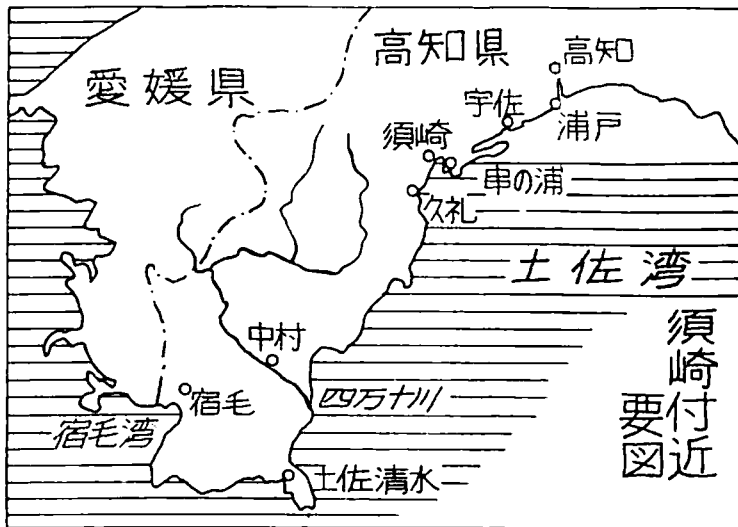 高知県
高知
愛媛県
宇佐
浦戸
須崎
串の浦
久礼
土佐湾
須崎付近
要図
中村
四万十川
宿毛
宿毛湾
土佐清水